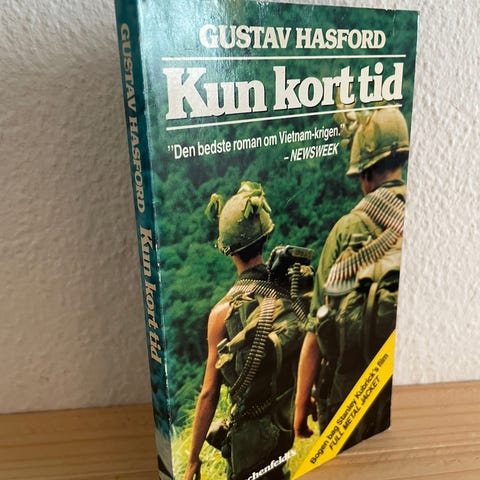 GUSTAV HASFORD
Kun kort tid
"Den bedste roman om Vietnam-krigen."
– NEWSWEEK
Bogen bag Stanley Kubrick's film
FULL METAL JACKET
GUSTAV HASFORD Kun kort tid